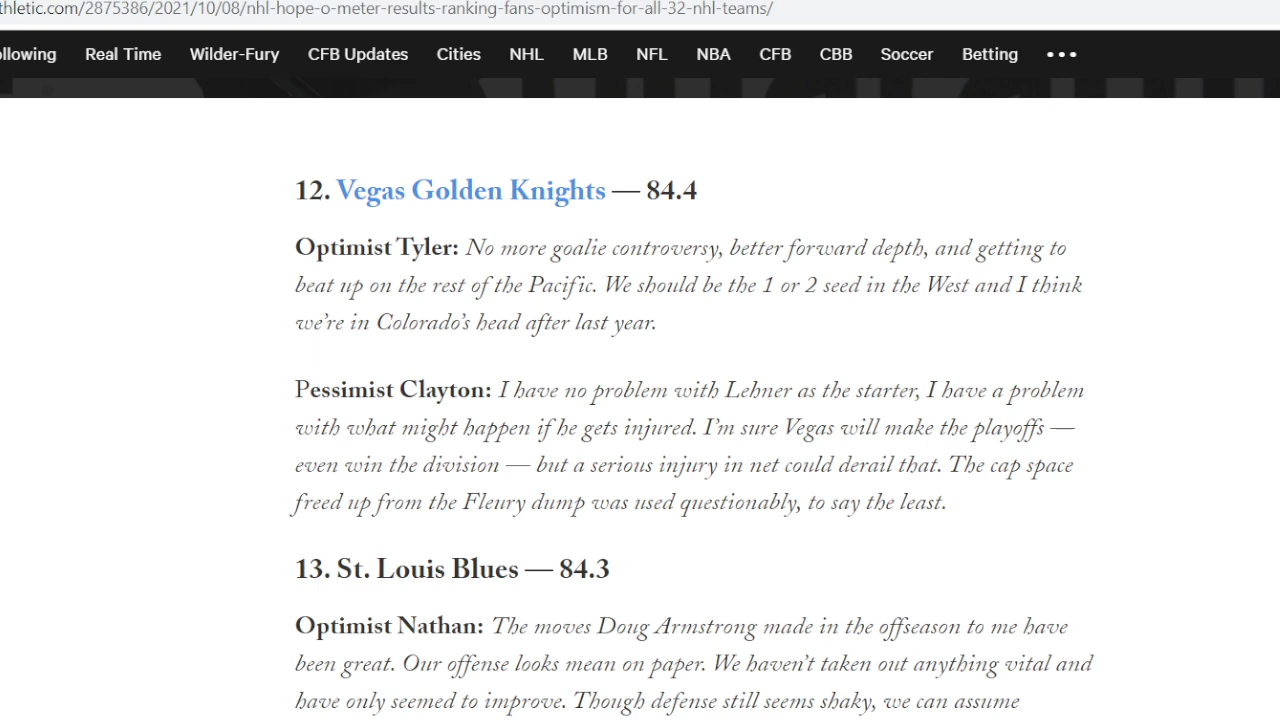 thletic.com/2875386/2021/10/08/nhl-hope-o-meter-results-ranking-fans-optimism-for-all-32-nhl-teams/
ollowing Real Time Wilder-Fury CFB Updates Cities NHL MLB NFL NBA CFB CBB Soccer Betting •••
12. Vegas Golden Knights — 84.4
Optimist Tyler: No more goalie controversy, better forward depth, and getting to
beat up on the rest of the Pacific. We should be the 1 or 2 seed in the West and I think
we’re in Colorado’s head after last year.
Pessimist Clayton: I have no problem with Lehner as the starter, I have a problem
with what might happen if he gets injured. I’m sure Vegas will make the playoffs —
even win the division — but a serious injury in net could derail that. The cap space
freed up from the Fleury dump was used questionably, to say the least.
13. St. Louis Blues — 84.3
Optimist Nathan: The moves Doug Armstrong made in the offseason to me have
been great. Our offense looks mean on paper. We haven’t taken out anything vital and
have only seemed to improve. Though defense still seems shaky, we can assume